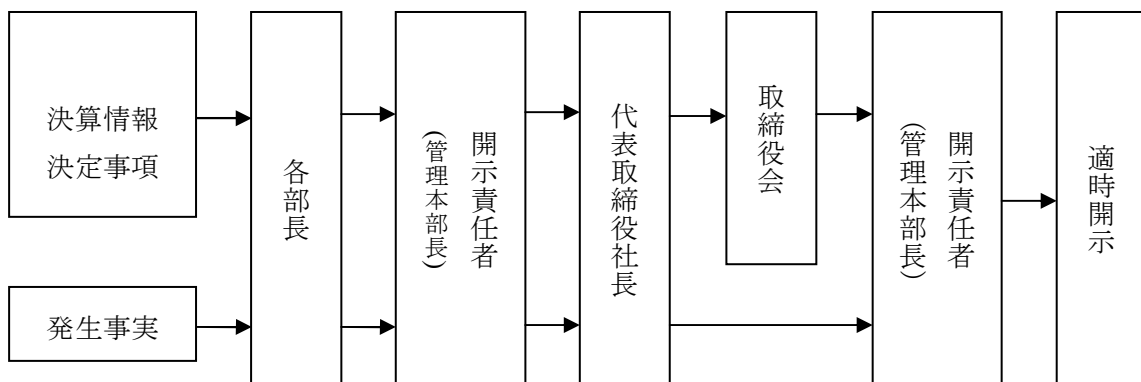 決算情報
決定事項
発生事実
各部長
開示責任者
(管理本部長)
代表取締役社長
取締役会
開示責任者
(管理本部長)
適時開示